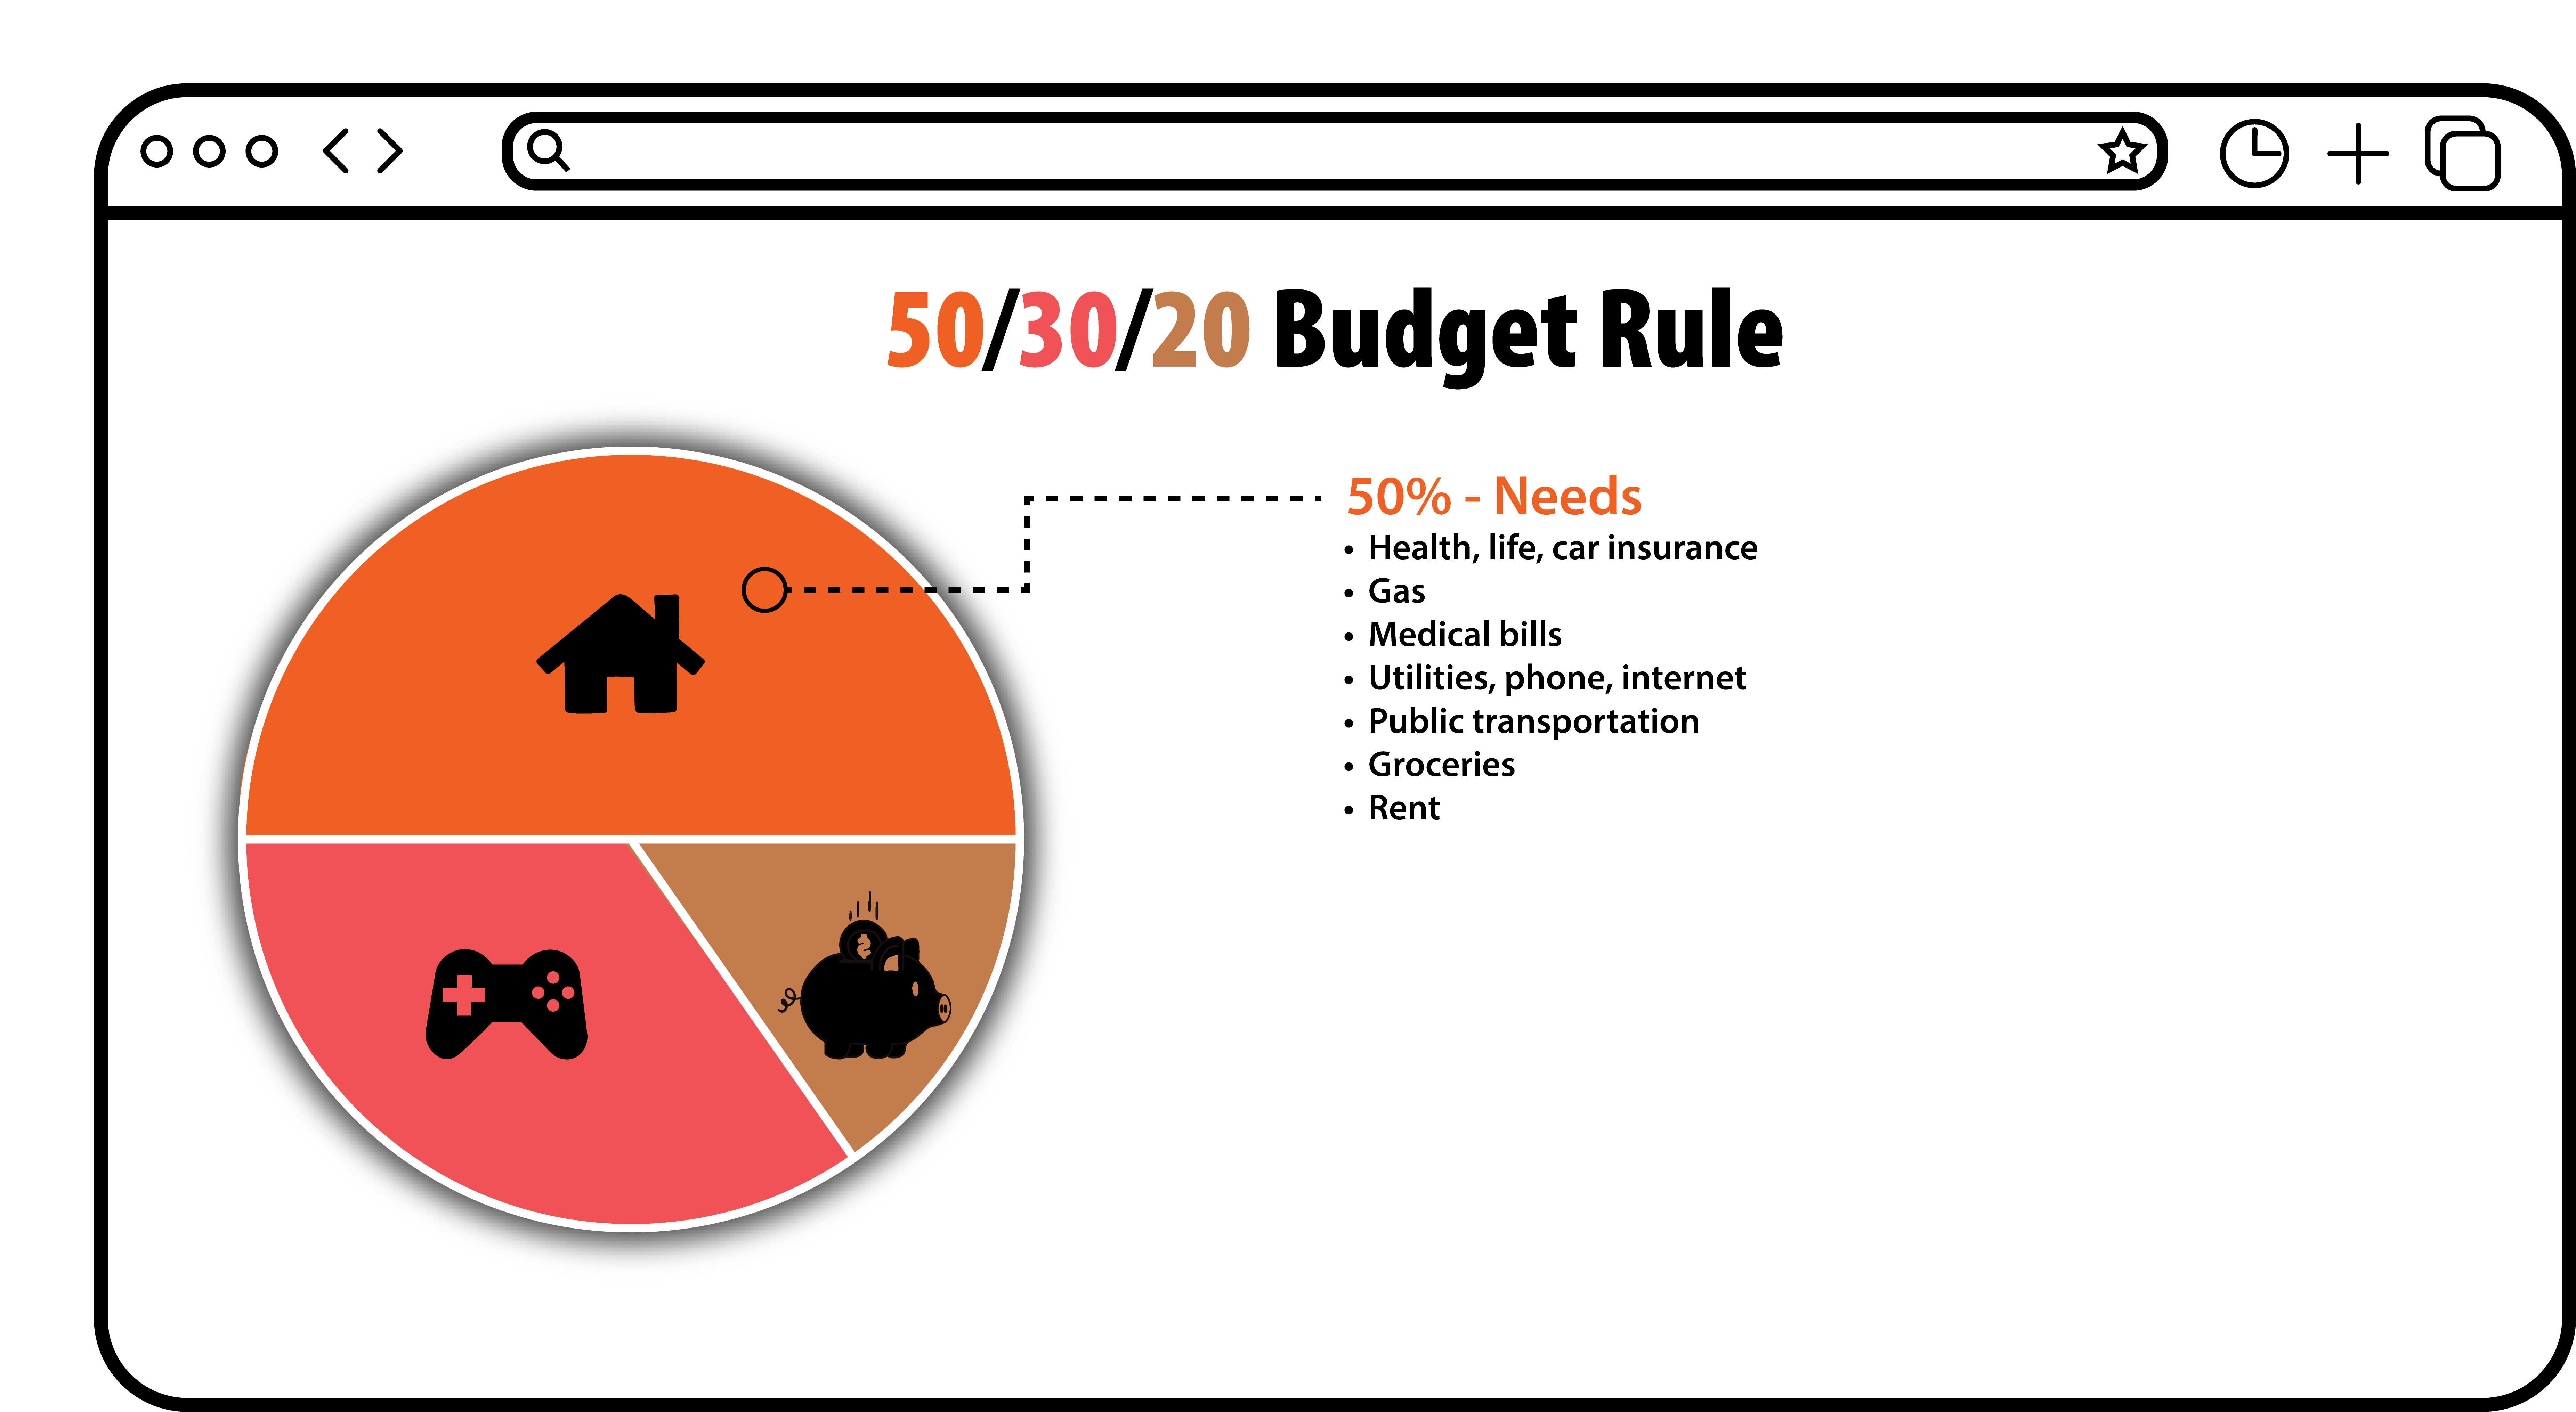 50/30/20 Budget Rule
50% - Needs
• Health, life, car insurance
• Gas
• Medical bills
• Utilities, phone, internet
• Public transportation
• Groceries
• Rent